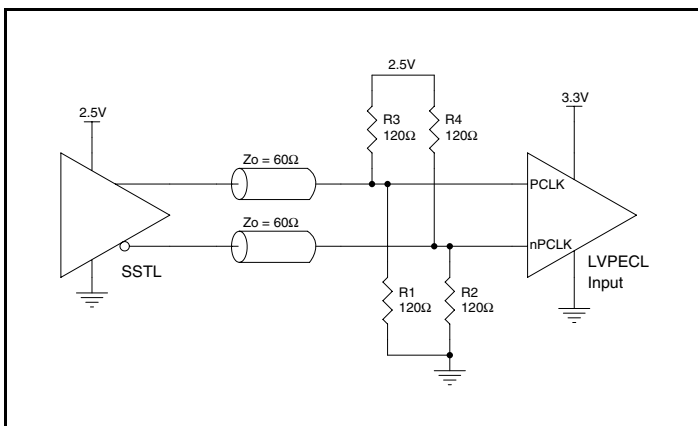 2.5V
2.5V
3.3V
R3
120Ω
R4
120Ω
Zo = 60Ω
PCLK
Zo = 60Ω
nPCLK
SSTL
LVPECL
Input
R1
120Ω
R2
120Ω